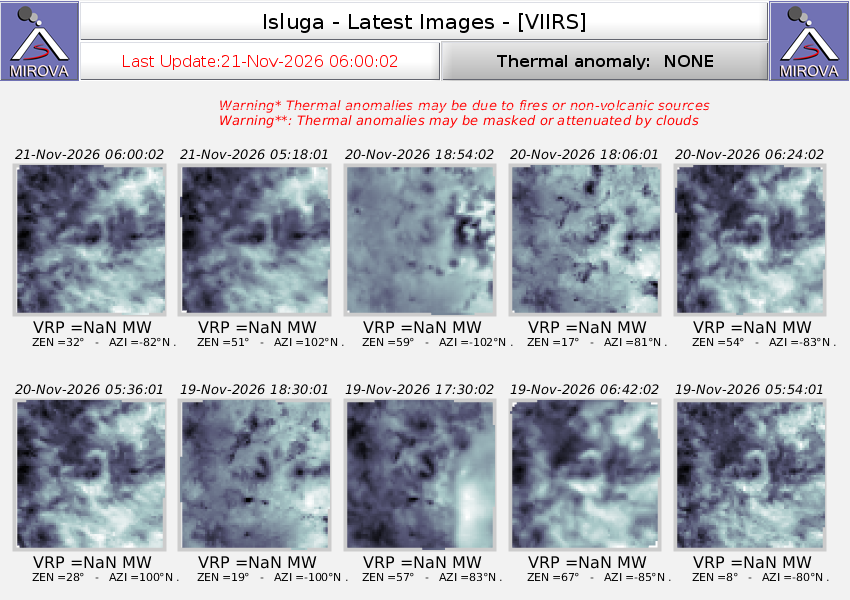 Isluga - Latest Images - [VIIRS]
MIROVA
Last Update:21-Nov-2026 06:00:02
Thermal anomaly: NONE
MIROVA
Warning* Thermal anomalies may be due to fires or non-volcanic sources
Warning**: Thermal anomalies may be masked or attenuated by clouds
21-Nov-2026 06:00:02
21-Nov-2026 05:18:01
20-Nov-2026 18:54:02
20-Nov-2026 18:06:01
20-Nov-2026 06:24:02
VRP =NaN MW
VRP =NaN MW
VRP =NaN MW
VRP =NaN MW
VRP =NaN MW
ZEN =32° - AZI =-82°N .
ZEN =51° - AZI =102°N .
ZEN =59° - AZI =-102°N .
ZEN =17° - AZI =81°N .
ZEN =54° - AZI =-83°N .
20-Nov-2026 05:36:01
19-Nov-2026 18:30:01
19-Nov-2026 17:30:02
19-Nov-2026 06:42:02
19-Nov-2026 05:54:01
VRP =NaN MW
VRP =NaN MW
VRP =NaN MW
VRP =NaN MW
VRP =NaN MW
ZEN =28° - AZI =100°N .
ZEN =19° - AZI =-100°N .
ZEN =57° - AZI =83°N .
ZEN =67° - AZI =-85°N .
ZEN =8° - AZI =-80°N .